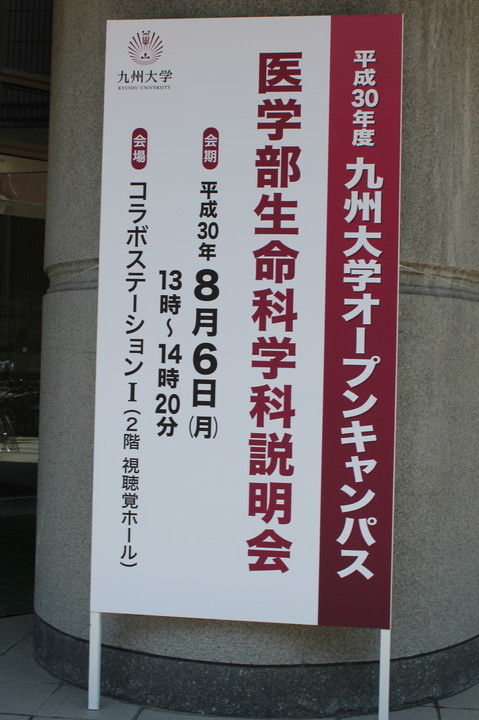 平成30年度 九州大学オープンキャンパス
医学部生命科学科説明会
会期 平成30年 8月6日(月)
13時～14時20分
会場 コラボステーションⅠ(2階 視聴覚ホール)
九州大学
KYUSHU UNIVERSITY